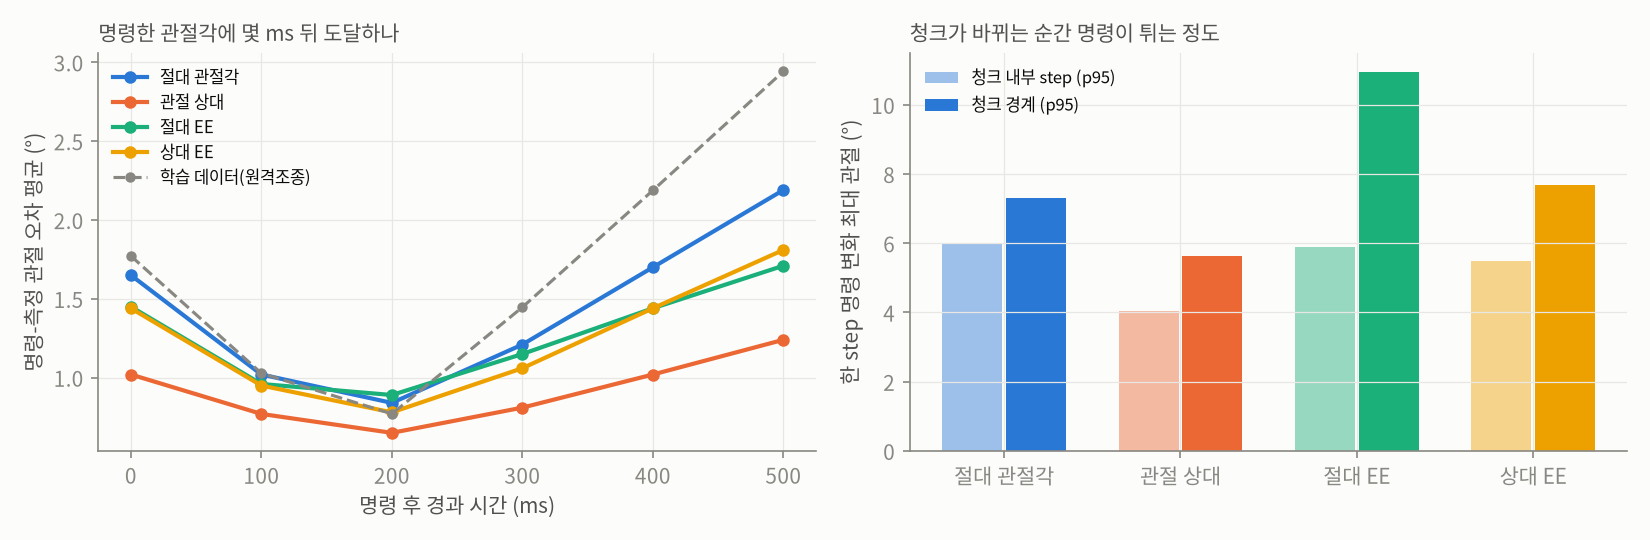 명령한 관절각에 몇 ms 뒤 도달하나
명령-측정 관절 오차 평균 (°)
3.0
2.5
2.0
1.5
1.0
절대 관절각
관절 상대
절대 EE
상대 EE
학습 데이터(원격조종)
0 100 200 300 400 500
명령 후 경과 시간 (ms)
청크가 바뀌는 순간 명령이 튀는 정도
한 step 명령 변화 최대 관절 (°)
10
8
6
4
2
0
청크 내부 step (p95)
청크 경계 (p95)
절대 관절각 관절 상대 절대 EE 상대 EE